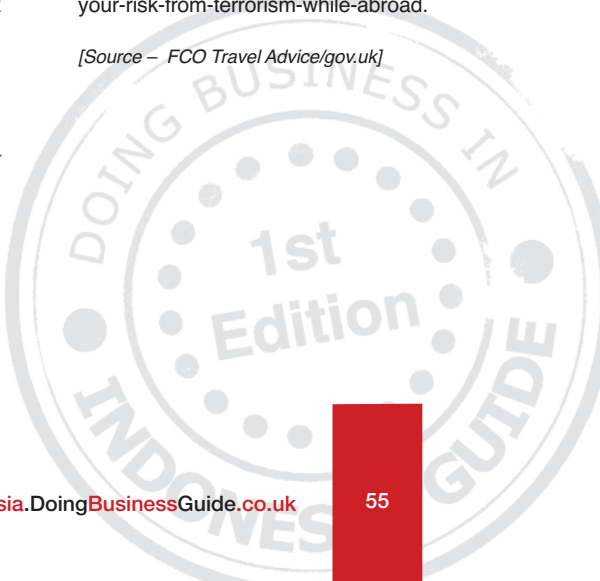 your-risk-from-terrorism-while-abroad.
[Source – FCO Travel Advice/gov.uk]
DOING BUSINESS IN
1st
Edition
INDONES
GUIDE
sia.DoingBusinessGuide.co.uk
55